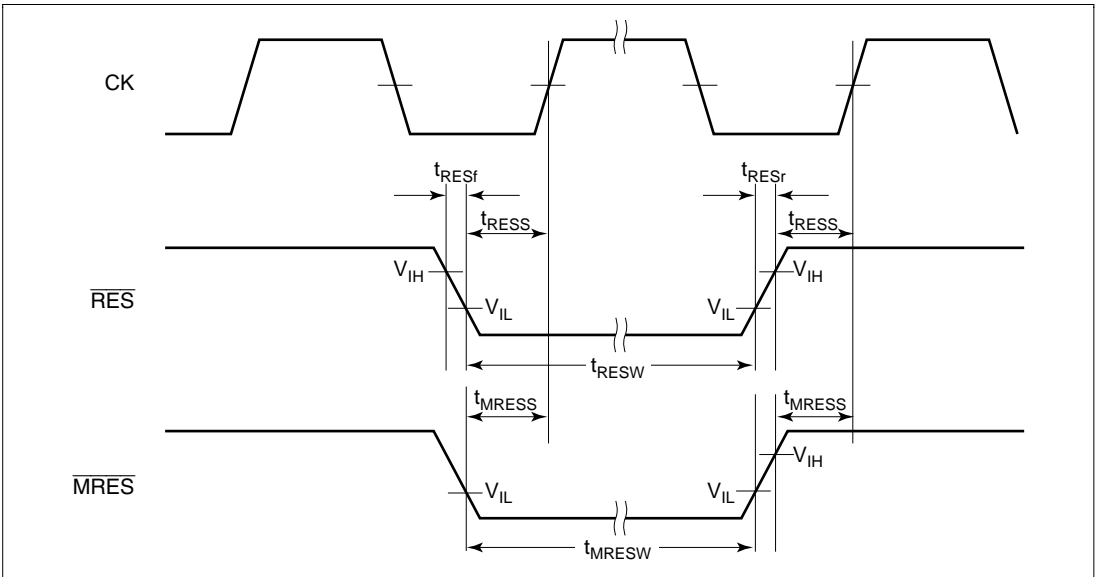 CK
tRESf
tRESr
tRESS
tRESS
VIH
VIH
RES
VIL
VIL
tRESW
tMRESS
tMRESS
VIH
MRES
VIL
VIL
tMRESW